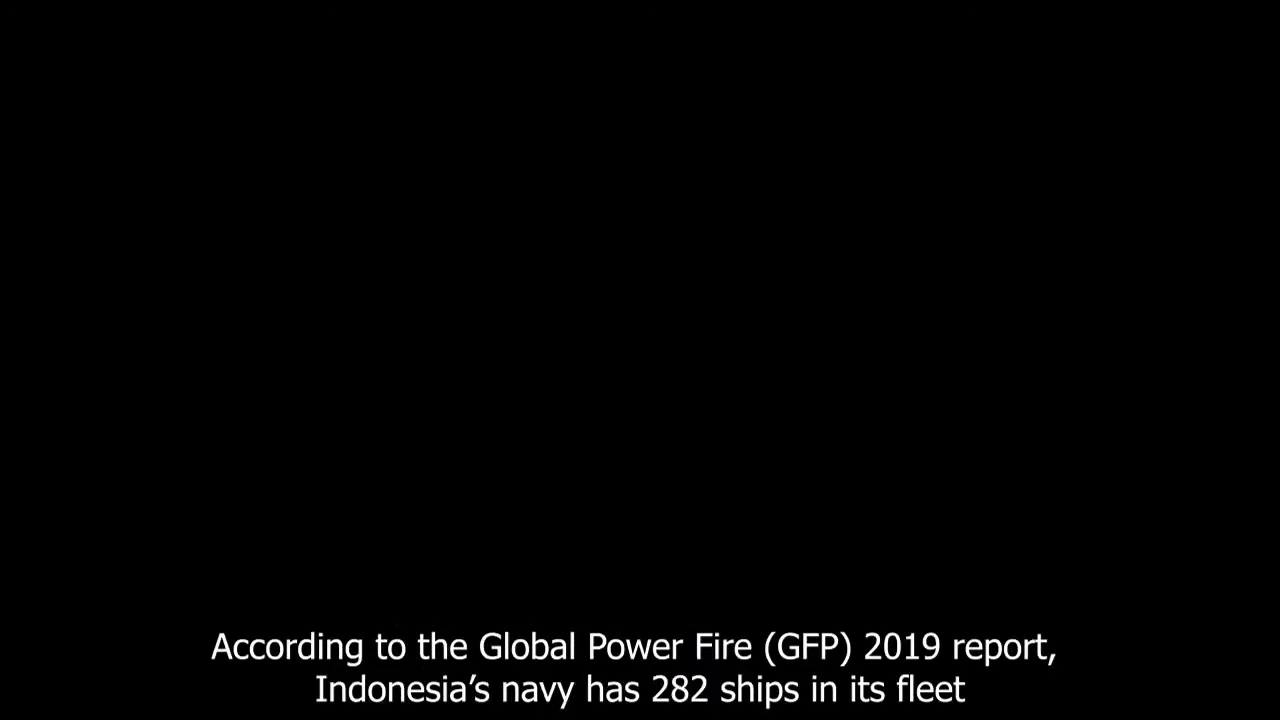 According to the Global Power Fire (GFP) 2019 report,
Indonesia’s navy has 282 ships in its fleet